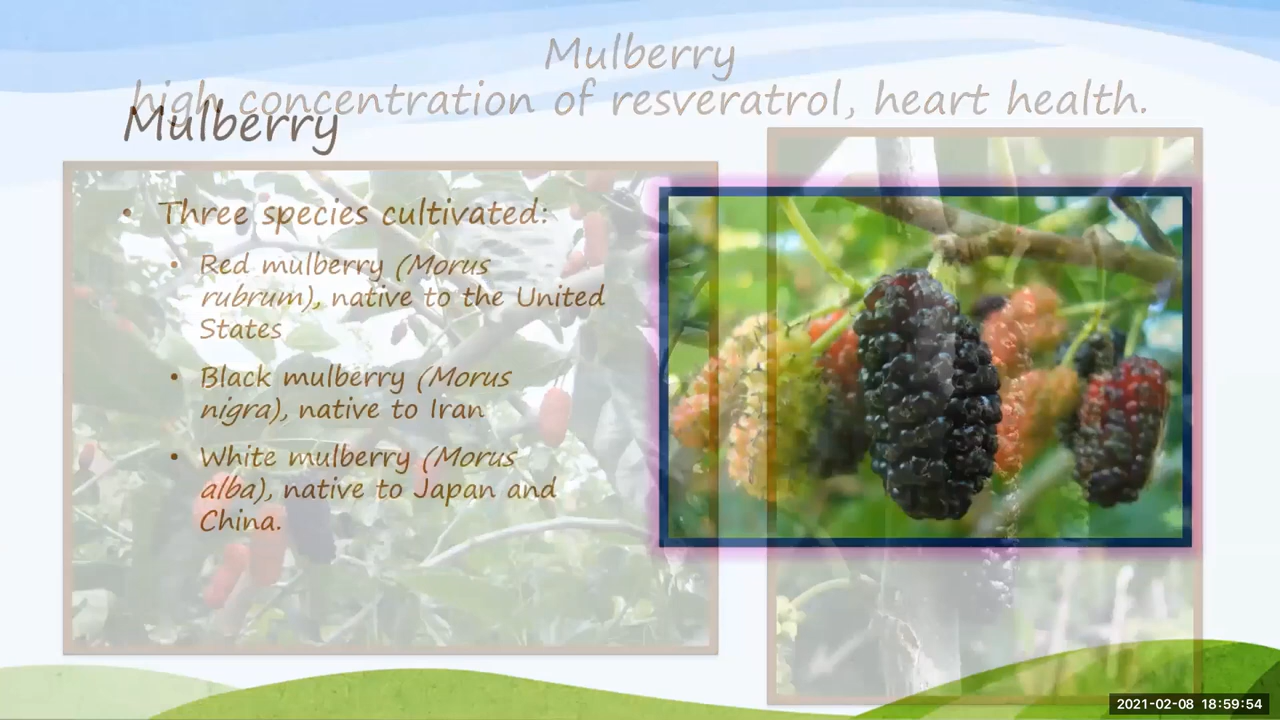 Mulberry
high concentration of resveratrol, heart health.
Mulberry
• Three species cultivated:
• Red mulberry (Morus
rubrum), native to the United
States
• Black mulberry (Morus
nigra), native to Iran
• White mulberry (Morus
alba), native to Japan and
China.
2021-02-08 18:59:54